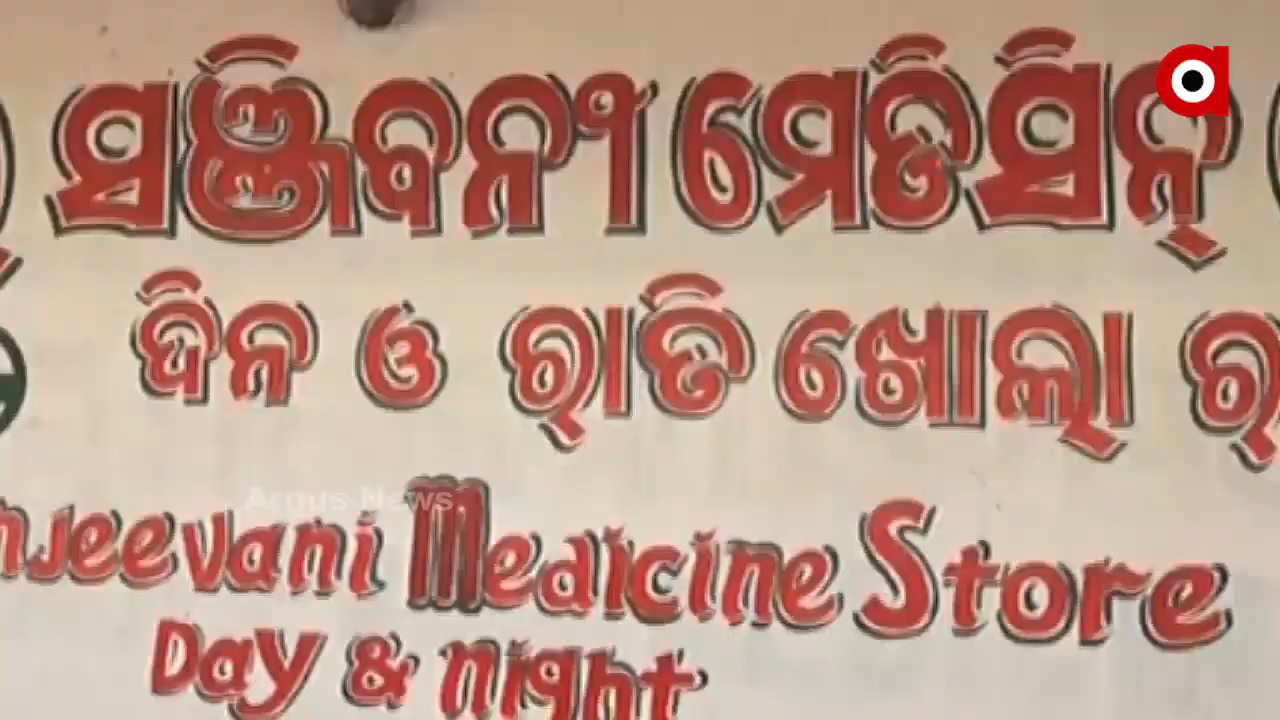 ସଞ୍ଜିବନୀ ମେଡିସିନ୍
ଦିନ ଓ ରାତି ଖୋଲା
njeevani Medicine Store
Day & night
Argus News